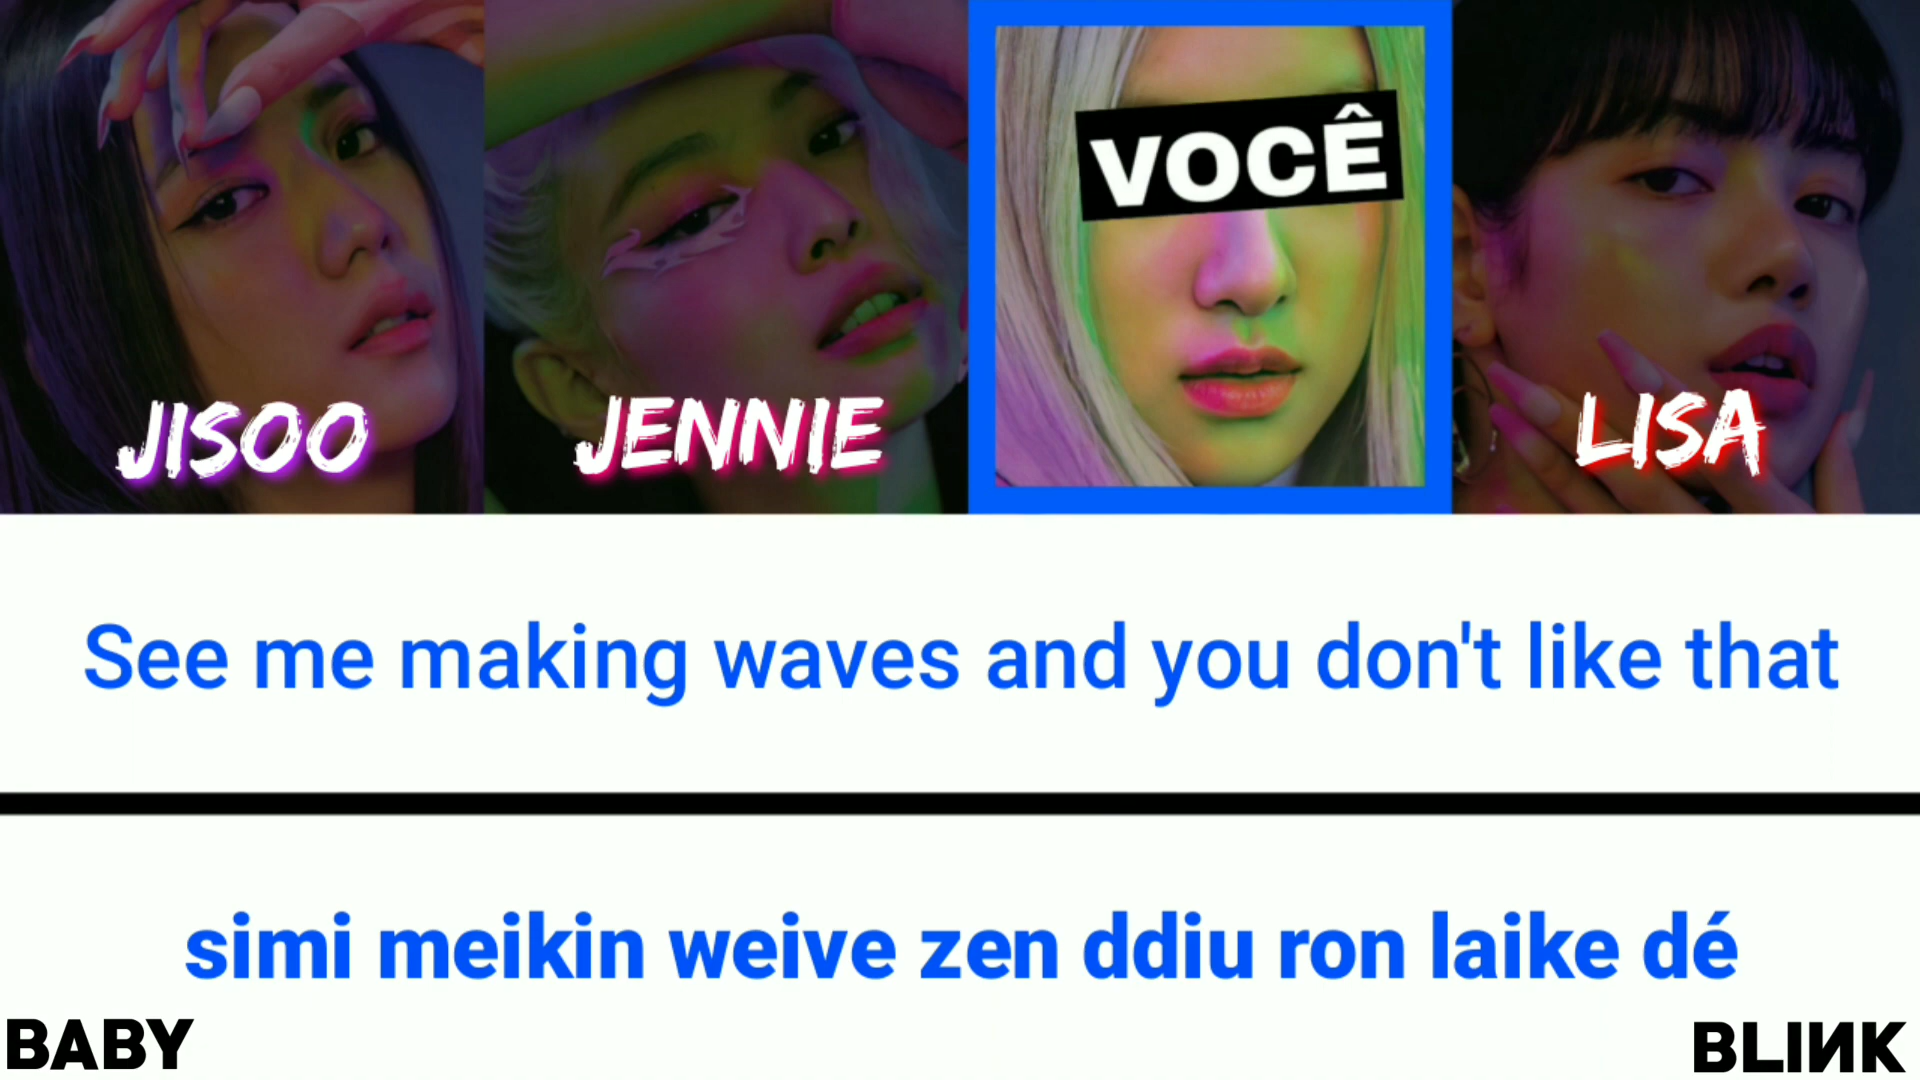 VOCÊ
JISOO
JENNIE
LISA
See me making waves and you don't like that
simi meikin weive zen ddiu ron laike dé
BABY
BLIИK